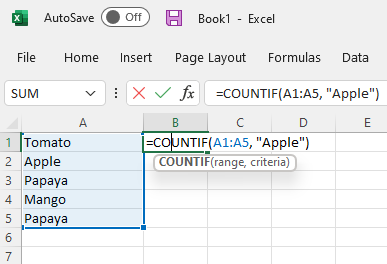 AutoSave Off Book1 - Excel
File Home Insert Page Layout Formulas Data
SUM fx =COUNTIF(A1:A5, "Apple")
A B C D E
1 Tomato =COUNTIF(A1:A5, "Apple")
2 Apple COUNTIF(range, criteria)
3 Papaya
4 Mango
5 Papaya
6
7